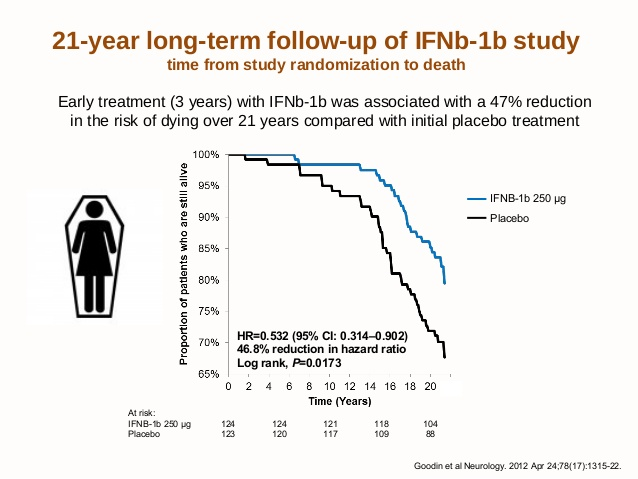 21-year long-term follow-up of IFNb-1b study
time from study randomization to death
Early treatment (3 years) with IFNb-1b was associated with a 47% reduction
in the risk of dying over 21 years compared with initial placebo treatment
Proportion of patients who are still alive
100%
95%
90%
85%
80%
75%
70%
65%
IFNB-1b 250 µg
Placebo
HR=0.532 (95% CI: 0.314–0.902)
46.8% reduction in hazard ratio
Log rank, P=0.0173
0 2 4 6 8 10 12 14 16 18 20
Time (Years)
At risk:
IFNB-1b 250 µg 124 124 121 118 104
Placebo 123 120 117 109 88
Goodin et al Neurology. 2012 Apr 24;78(17):1315-22.